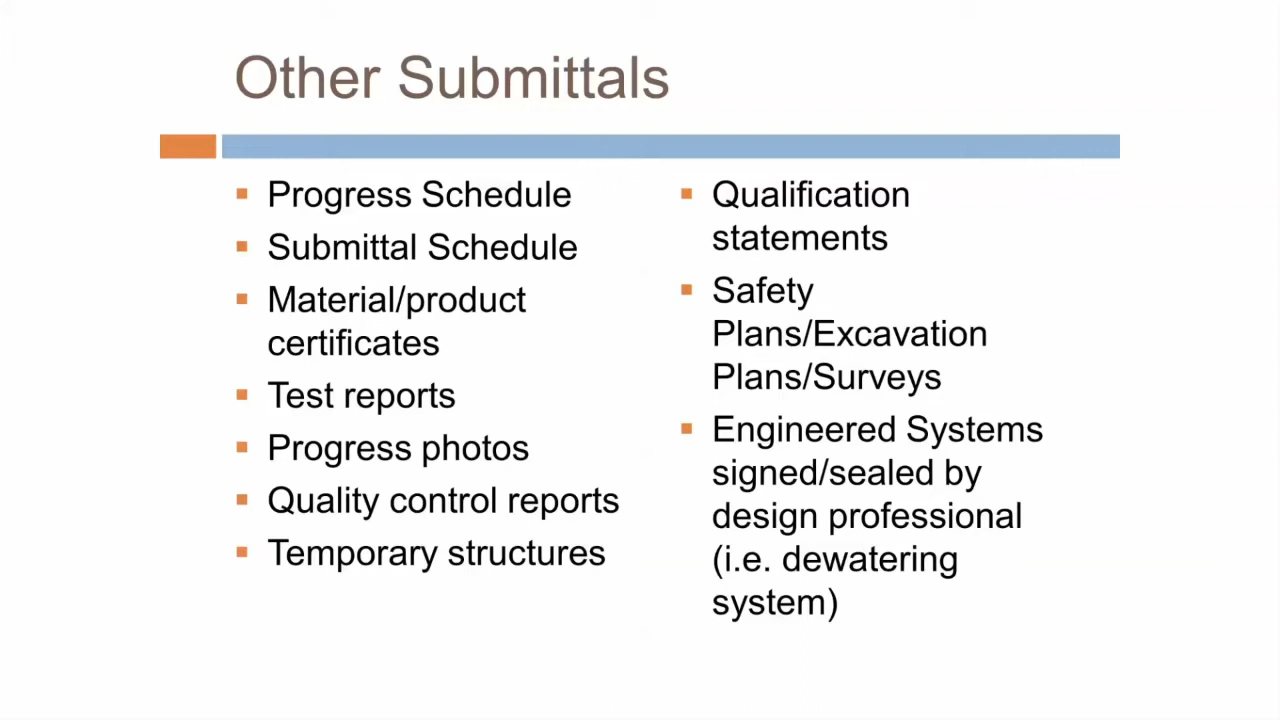 Other Submittals
Progress Schedule
Submittal Schedule
Material/product
certificates
Test reports
Progress photos
Quality control reports
Temporary structures
Qualification
statements
Safety
Plans/Excavation
Plans/Surveys
Engineered Systems
signed/sealed by
design professional
(i.e. dewatering
system)